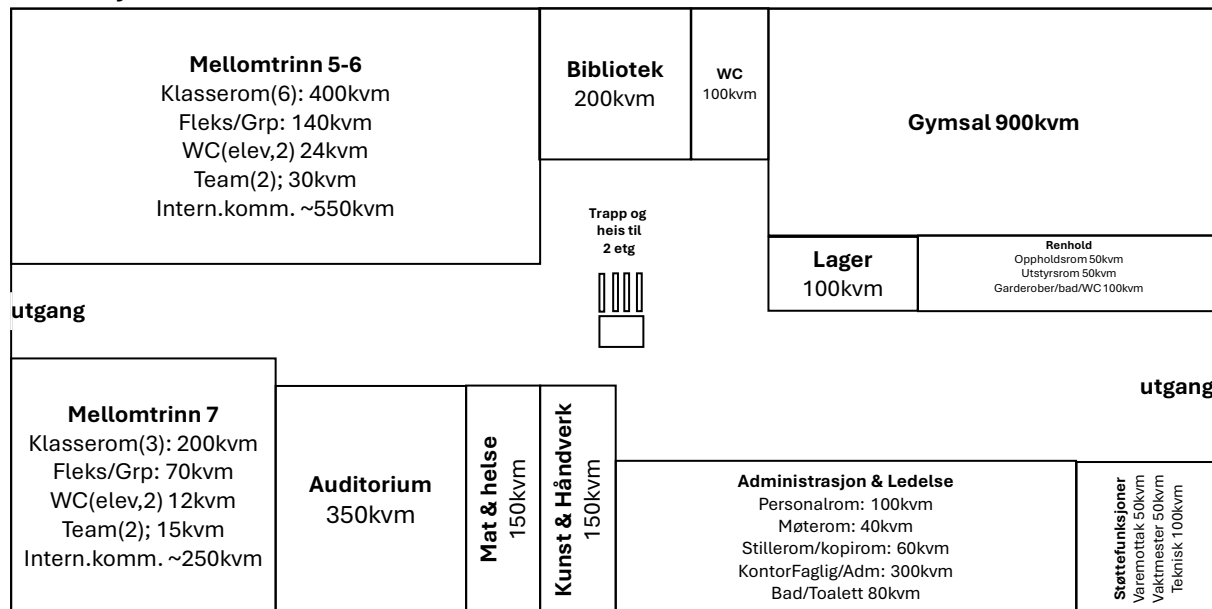 Mellomtrinn 5-6
Klasserom(6): 400kvm
Fleks/Grp: 140kvm
WC(elev,2) 24kvm
Team(2); 30kvm
Intern.komm. ~550kvm
Bibliotek
200kvm
WC
100kvm
Gymsal 900kvm
Trapp og
heis til
2 etg
Lager
100kvm
Renhold
Oppholdsrom 50kvm
Utstyrsrom 50kvm
Garderober/bad/WC 100kvm
utgang
utgang
Mellomtrinn 7
Klasserom(3): 200kvm
Fleks/Grp: 70kvm
WC(elev,2) 12kvm
Team(2); 15kvm
Intern.komm. ~250kvm
Auditorium
350kvm
Mat & helse
150kvm
Kunst & Håndverk
150kvm
Administrasjon & Ledelse
Personalrom: 100kvm
Møterom: 40kvm
Stillerom/kopirom: 60kvm
KontorFaglig/Adm: 300kvm
Bad/Toalett 80kvm
Støttefunksjoner
Varemottak 50kvm
Vaktmester 50kvm
Teknisk 100kvm